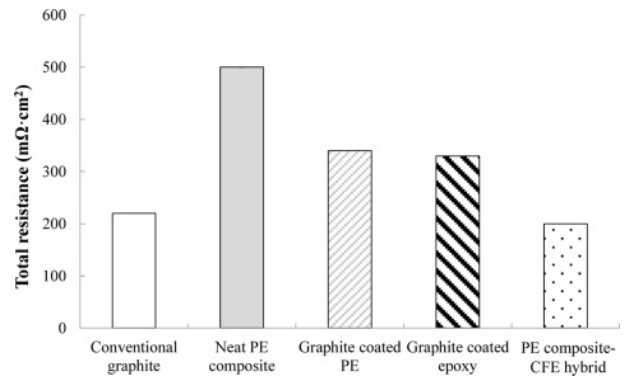 Total resistance (mΩ·cm²)
600
500
400
300
200
100
0
Conventional
graphite
Neat PE
composite
Graphite coated
PE
Graphite coated
epoxy
PE composite-
CFE hybrid